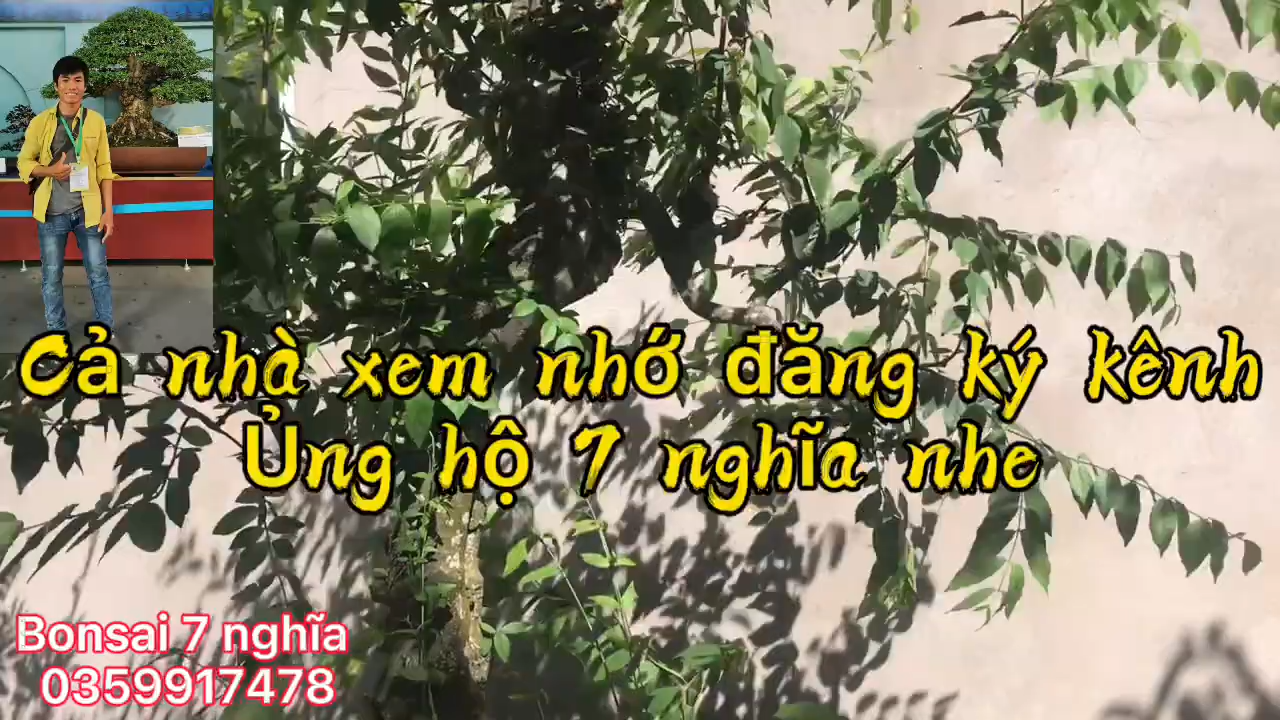 Cả nhà xem nhớ đăng ký kênh
Ủng hộ 7 nghĩa nhe
Bonsai 7 nghĩa
0359917478